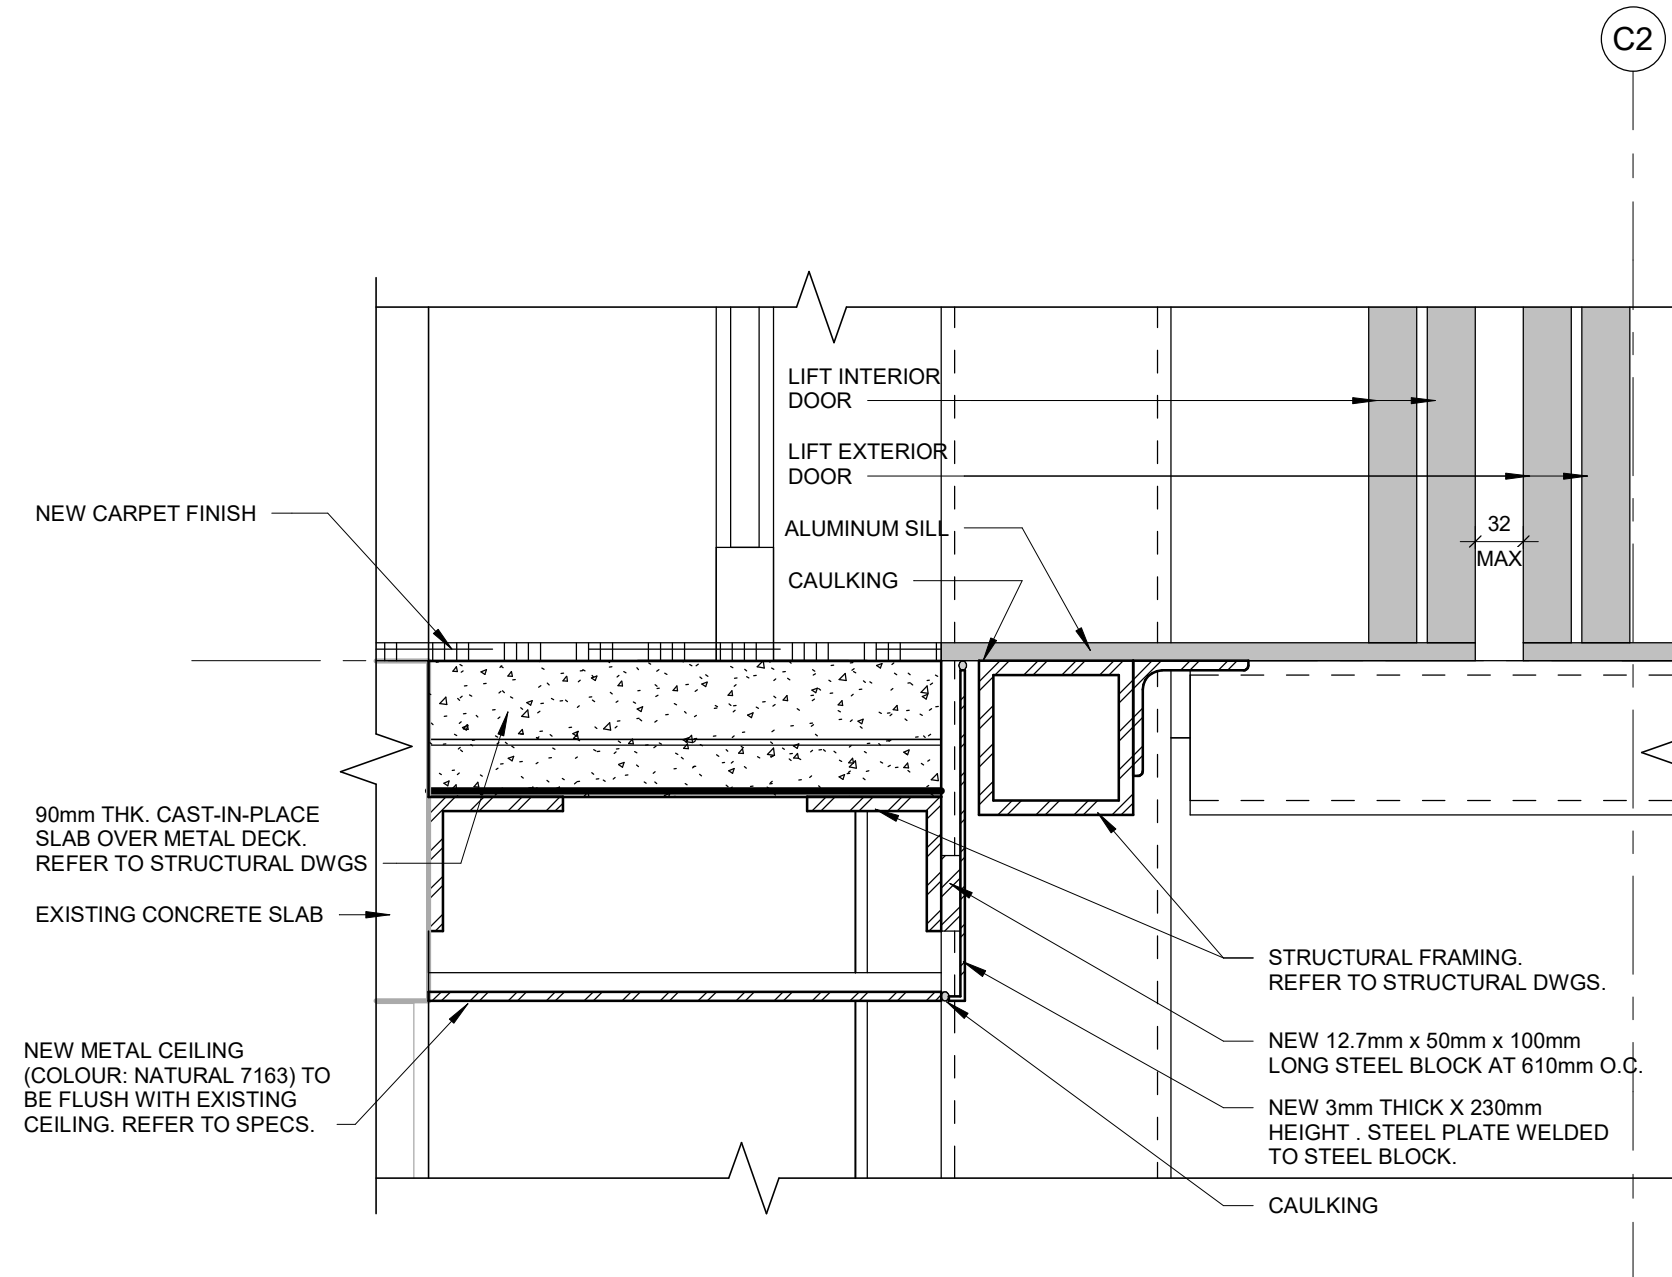 C2
LIFT INTERIOR
DOOR
LIFT EXTERIOR
DOOR
NEW CARPET FINISH
ALUMINUM SILL
32
MAX
CAULKING
90mm THK. CAST-IN-PLACE
SLAB OVER METAL DECK.
REFER TO STRUCTURAL DWGS
EXISTING CONCRETE SLAB
STRUCTURAL FRAMING.
REFER TO STRUCTURAL DWGS.
NEW METAL CEILING
(COLOUR: NATURAL 7163) TO
BE FLUSH WITH EXISTING
CEILING. REFER TO SPECS.
NEW 12.7mm x 50mm x 100mm
LONG STEEL BLOCK AT 610mm O.C.
NEW 3mm THICK X 230mm
HEIGHT . STEEL PLATE WELDED
TO STEEL BLOCK.
CAULKING